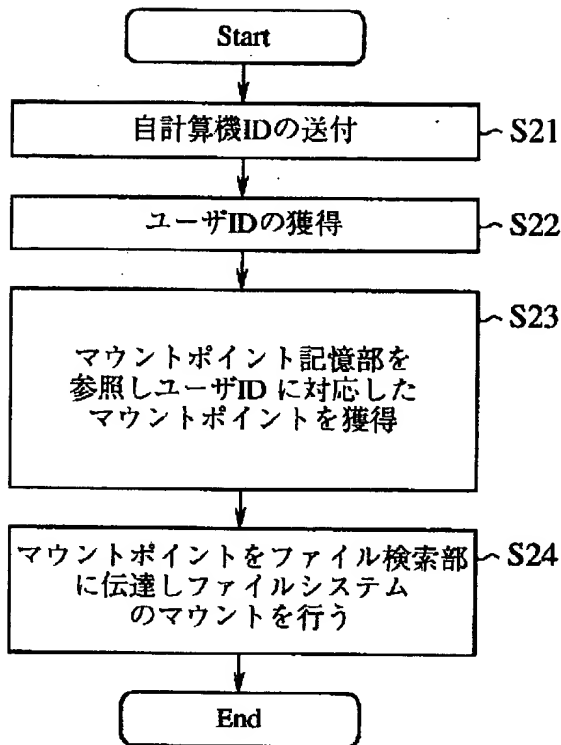 Start
自計算機IDの送付
~S21
ユーザIDの獲得
~S22
マウントポイント記憶部を
参照しユーザIDに対応した
マウントポイントを獲得
~S23
マウントポイントをファイル検索部
に伝達しファイルシステム
のマウントを行う
~S24
End